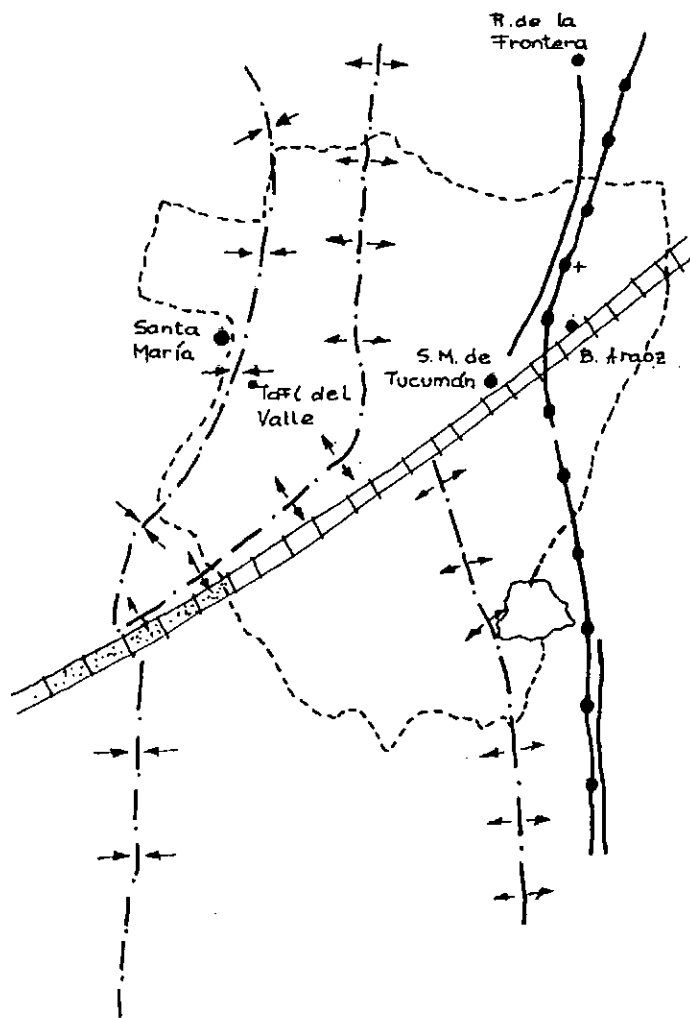 R. de la
Frontera
Santa
María
Tafí del
Valle
S. M. de
Tucumán
B. Araoz